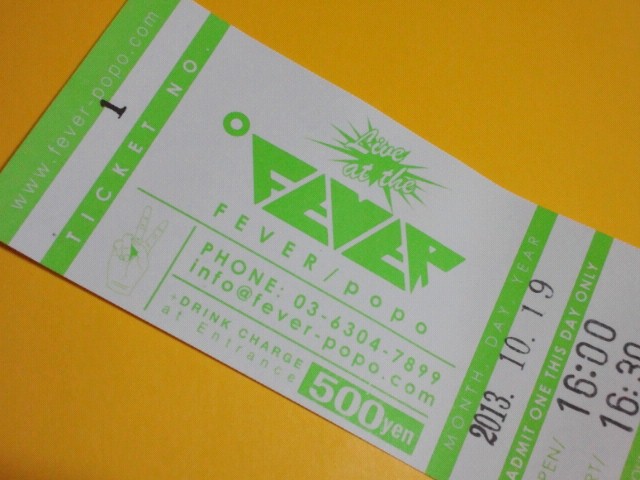 www.fever-popo.com
1
TICKET NO.
Live
at the
FEVER
FEVER/popo
PHONE: 03-6304-7899
info@fever-popo.com
+DRINK CHARGE
at Entrance
500yen
MONTH. DAY. YEAR
2013. 10. 19
ADMIT ONE THIS DAY ONLY
16:00
16:30